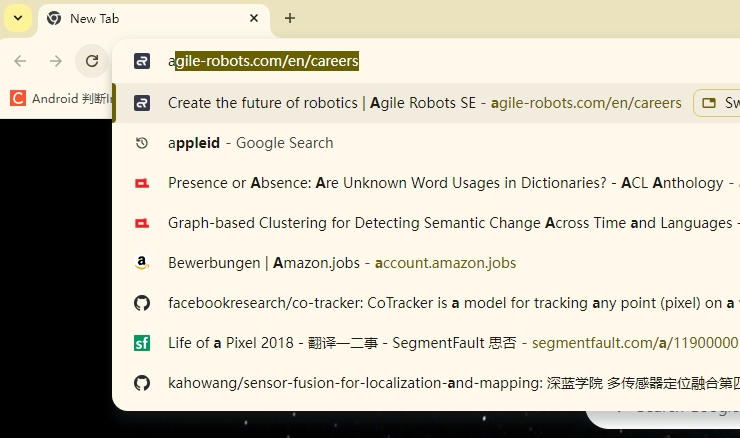 New Tab
agile-robots.com/en/careers
Android 判断
Create the future of robotics | Agile Robots SE - agile-robots.com/en/careers
appleid - Google Search
Presence or Absence: Are Unknown Word Usages in Dictionaries? - ACL Anthology -
Graph-based Clustering for Detecting Semantic Change Across Time and Languages -
Bewerbungen | Amazon.jobs - account.amazon.jobs
facebookresearch/co-tracker: CoTracker is a model for tracking any point (pixel) on a
Life of a Pixel 2018 - 翻译一二事 - SegmentFault 思否 - segmentfault.com/a/11900000
kahowang/sensor-fusion-for-localization-and-mapping: 深蓝学院 多传感器定位融合第四